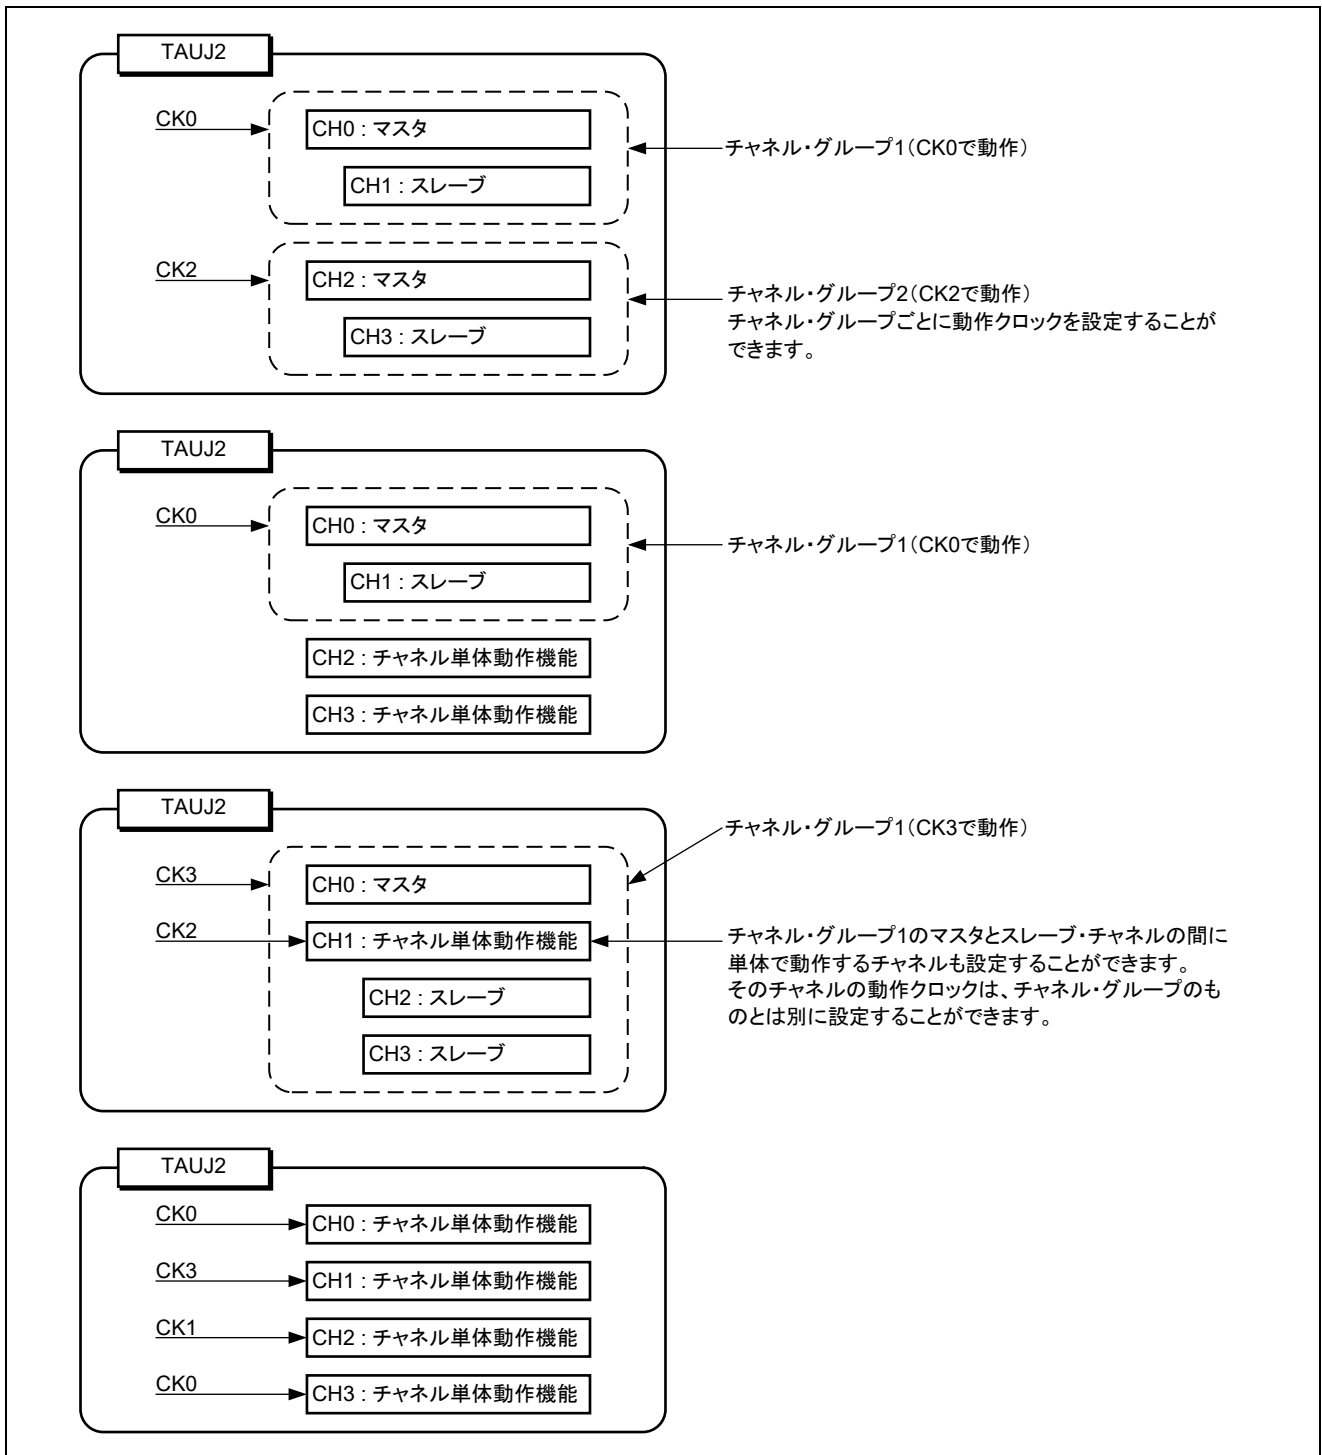 TAUJ2
CK0
CH0 : マスタ
CH1 : スレーブ
チャネル・グループ1（CK0で動作）
CK2
CH2 : マスタ
CH3 : スレーブ
チャネル・グループ2（CK2で動作）
チャネル・グループごとに動作クロックを設定することが
できます。
TAUJ2
CK0
CH0 : マスタ
CH1 : スレーブ
チャネル・グループ1（CK0で動作）
CH2 : チャネル単体動作機能
CH3 : チャネル単体動作機能
TAUJ2
チャネル・グループ1（CK3で動作）
CK3
CH0 : マスタ
CK2
CH1 : チャネル単体動作機能
CH2 : スレーブ
CH3 : スレーブ
チャネル・グループ1のマスタとスレーブ・チャネルの間に
単体で動作するチャネルも設定することができます。
そのチャネルの動作クロックは、チャネル・グループのも
のとは別に設定することができます。
TAUJ2
CK0
CH0 : チャネル単体動作機能
CK3
CH1 : チャネル単体動作機能
CK1
CH2 : チャネル単体動作機能
CK0
CH3 : チャネル単体動作機能